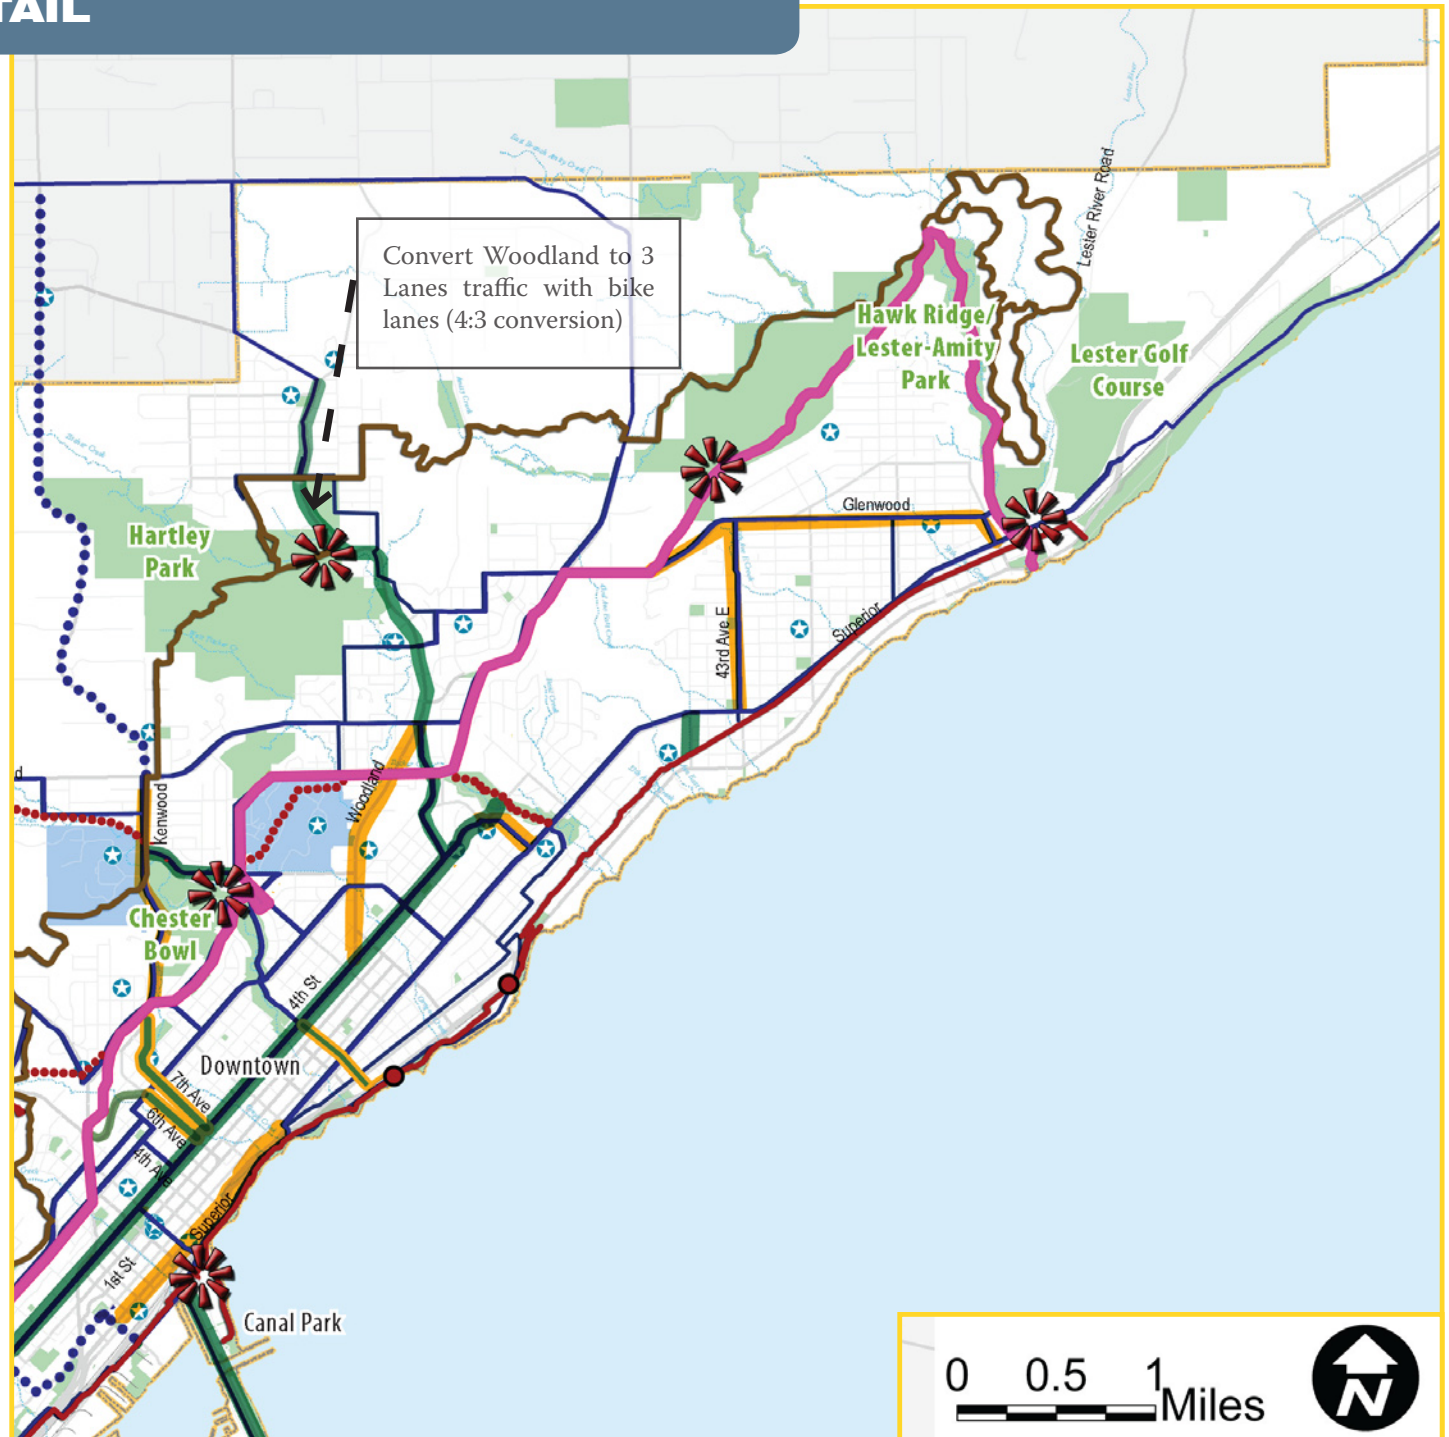 TAIL
Lester River Road
Convert Woodland to 3
Lanes traffic with bike
lanes (4:3 conversion)
Hawk Ridge/
Lester-Amity
Park
Lester Golf
Course
Glenwood
Hartley
Park
43rd Ave E
Superior
d
Kenwood
Woodland
Chester
Bowl
4th St
Downtown
7th Ave
6th Ave
4th Ave
Superior
1st St
Canal Park
0 0.5 1
Miles
N